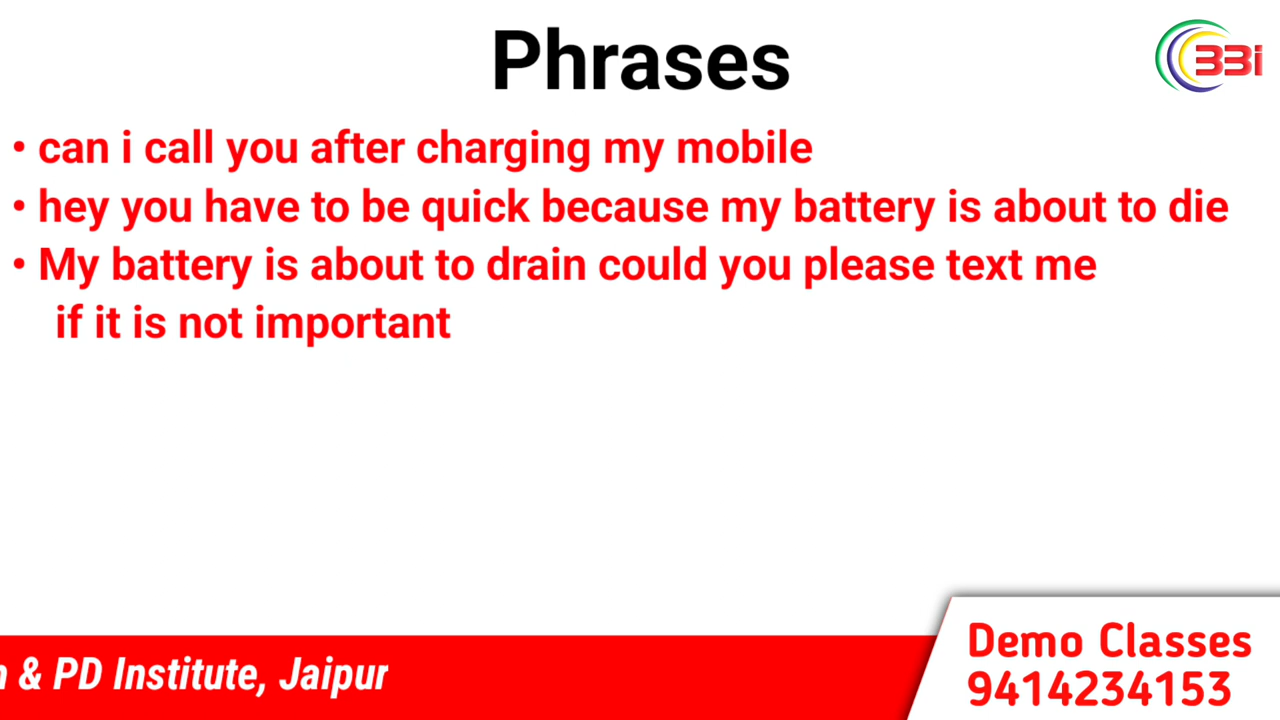 Phrases
33i
• can i call you after charging my mobile
• hey you have to be quick because my battery is about to die
• My battery is about to drain could you please text me
if it is not important
& PD Institute, Jaipur
Demo Classes
9414234153